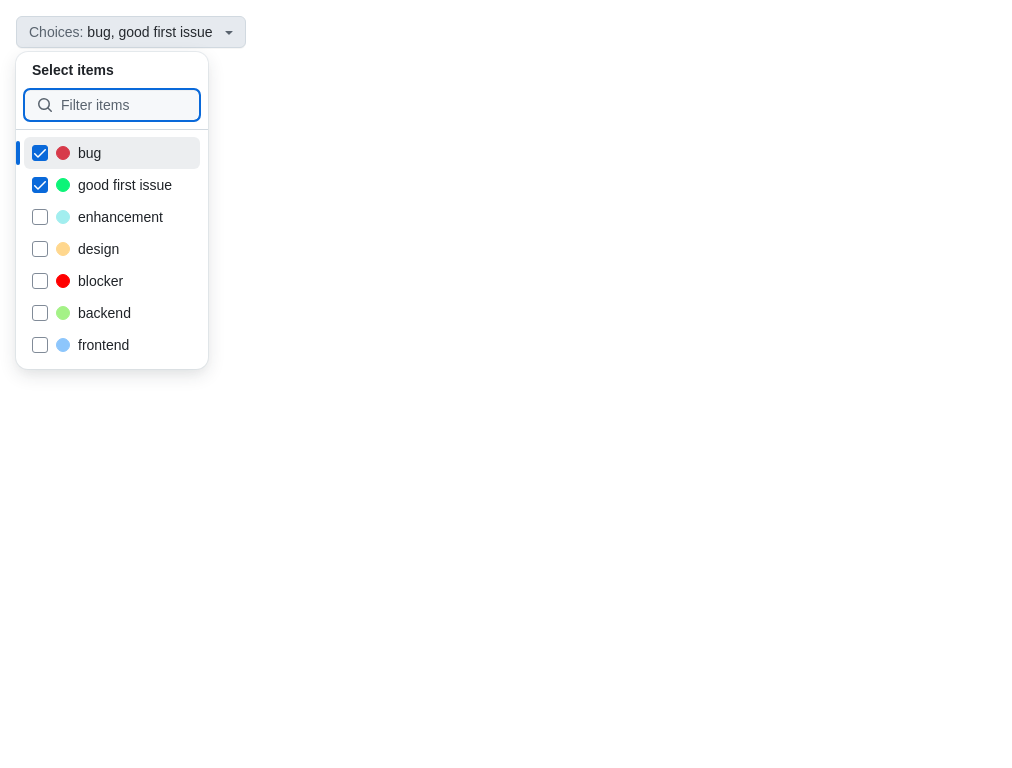 Choices: bug, good first issue
Select items
Filter items
bug
good first issue
enhancement
design
blocker
backend
frontend